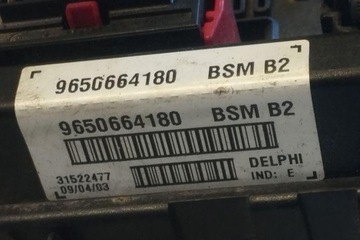 9650664180 BSM B2
9650664180 BSM B2
DELPHI
31522477
09/04/03
IND: E